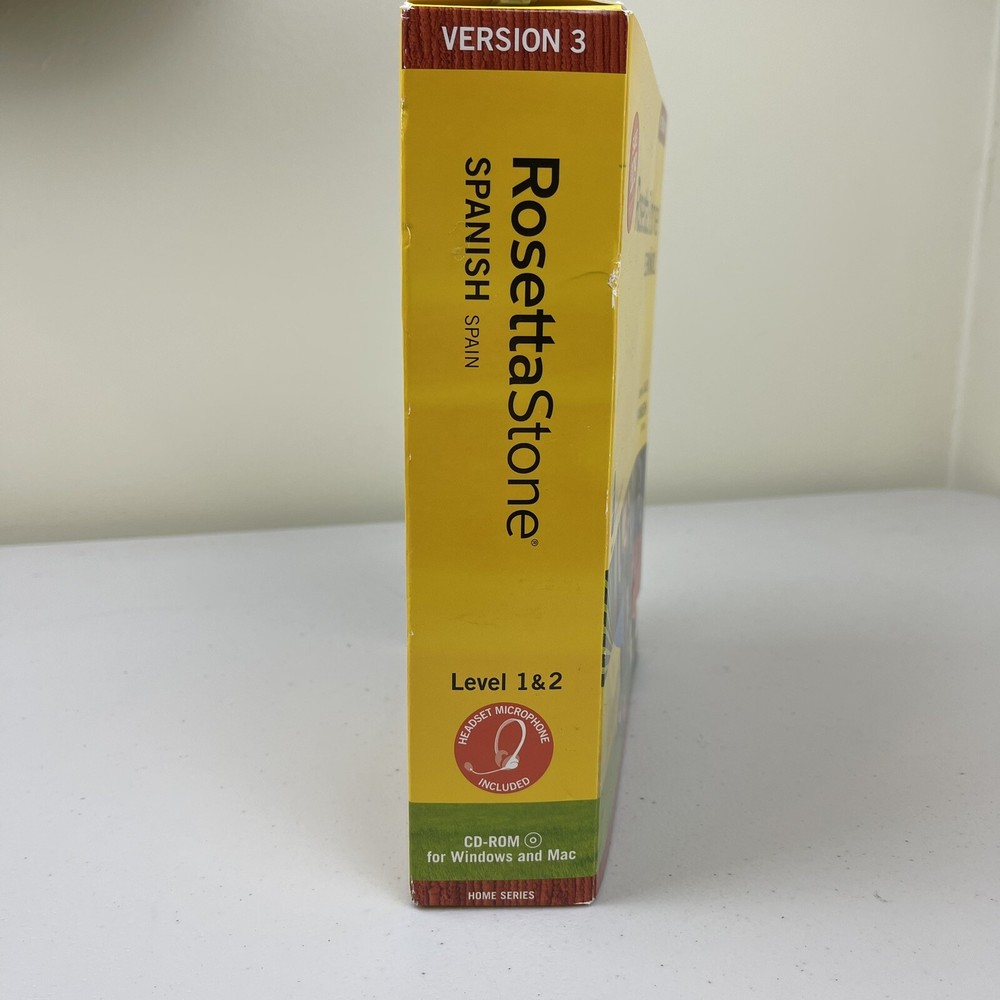 VERSION 3
RosettaStone®
SPANISH SPAIN
Level 1&2
HEADSET MICROPHONE
INCLUDED
CD-ROM
for Windows and Mac
HOME SERIES